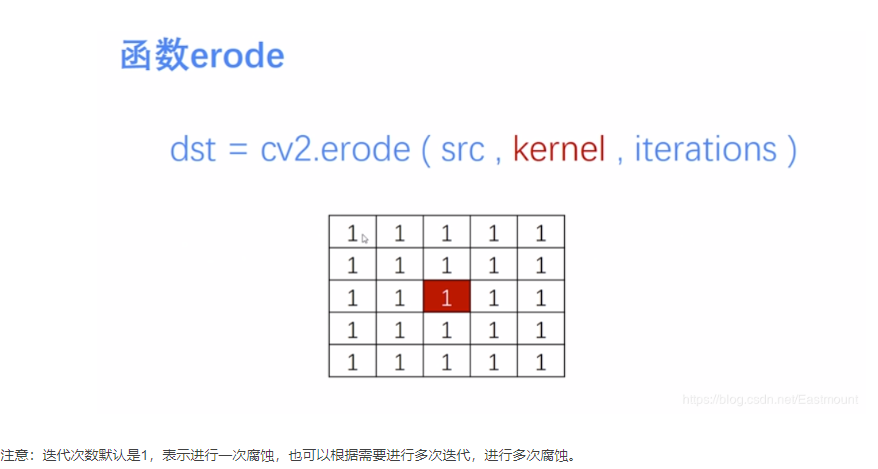 函数erode
dst = cv2.erode ( src , kernel , iterations )
1 1 1 1 1
1 1 1 1 1
1 1 1 1 1
1 1 1 1 1
1 1 1 1 1
https://blog.csdn.net/Eastmount
注意：迭代次数默认是1，表示进行一次腐蚀，也可以根据需要进行多次迭代，进行多次腐蚀。